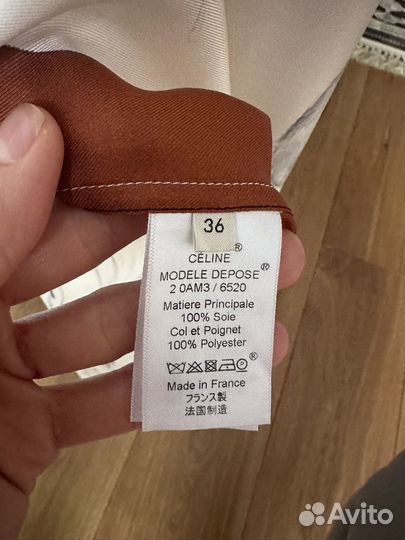 36
CÉLINE®
MODELE DEPOSE®
2 0AM3 / 6520
Matiere Principale
100% Soie
Col et Poignet
100% Polyester
®
Made in France
フランス製
法国制造
Avito